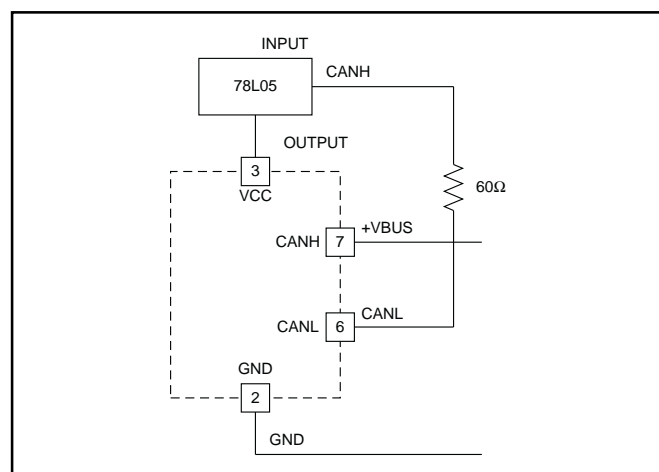 INPUT
CANH
78L05
OUTPUT
3
VCC
60Ω
+VBUS
CANH
7
CANL
CANL
6
GND
2
GND